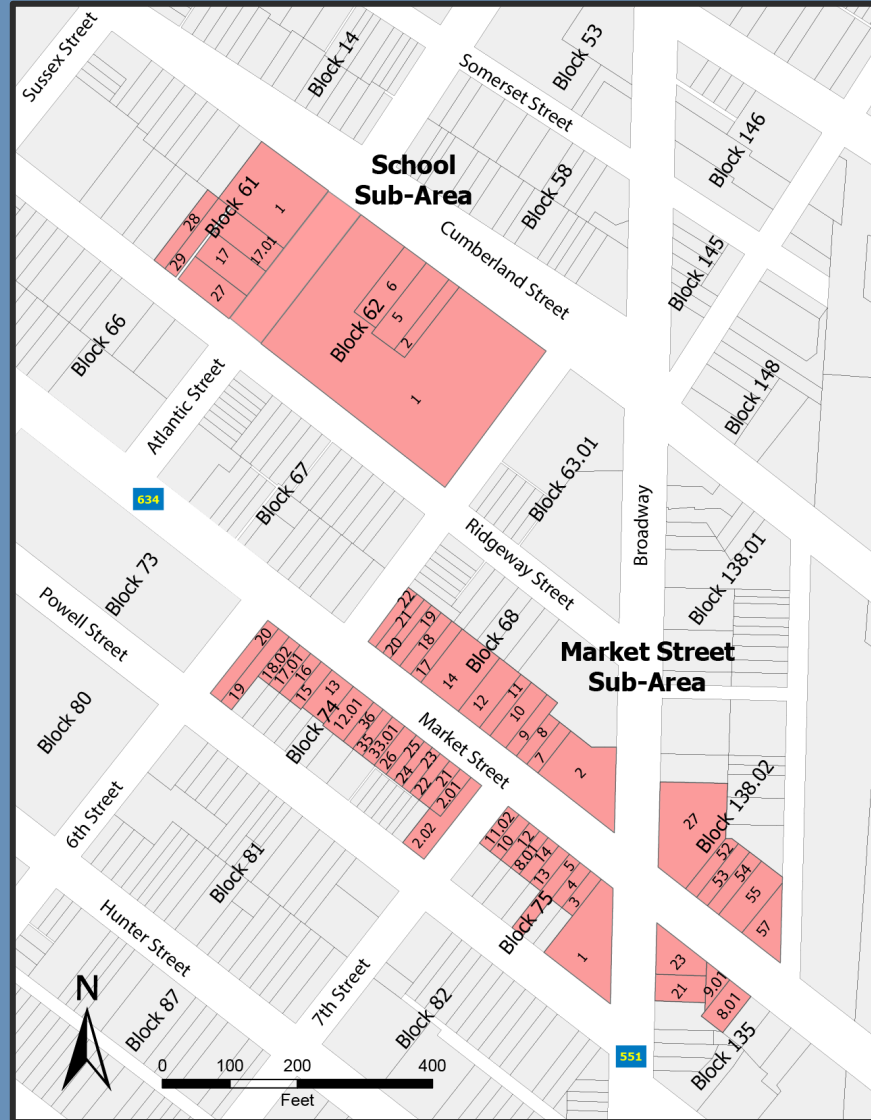 Sussex Street
Block 14
Block 53
Somerset Street
Block 146
School
Sub-Area
Block 58
Block 61
1
28
29
17
17.01
27
Cumberland Street
Block 145
Block 62
6
5
2
1
Block 66
Atlantic Street
Block 148
634
Block 67
Block 63.01
Broadway
Ridgeway Street
Block 73
Block 138.01
Powell Street
22
21
20
19
18
17
Block 68
14
12
11
10
9
8
7
2
Market Street
Sub-Area
20
19
18.02
17.01
16
15
13
12.01
Block 74
36
35
33.01
26
25
24
23
22
21
2.01
2.02
Market Street
Block 80
6th Street
27
Block 138.02
52
53
54
55
57
11.02
10
12
8.01
14
13
5
4
3
Block 75
1
Block 81
Hunter Street
7th Street
23
21
9.01
8.01
Block 135
N
Block 87
Block 82
551
0 100 200 400
Feet